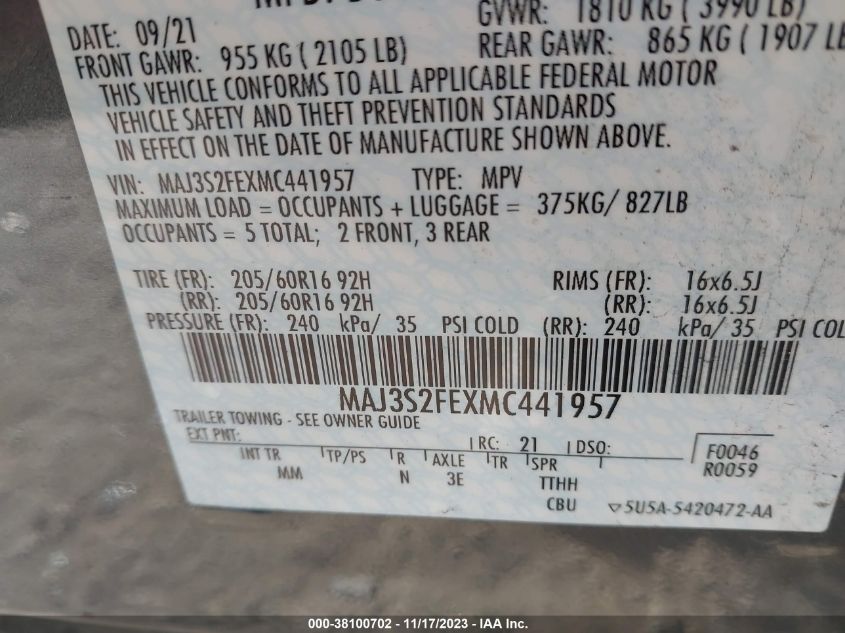 DATE: 09/21
GVWR: 1810 KG ( 3990 LB)
FRONT GAWR: 955 KG ( 2105 LB)
REAR GAWR: 865 KG ( 1907 LB
THIS VEHICLE CONFORMS TO ALL APPLICABLE FEDERAL MOTOR
VEHICLE SAFETY AND THEFT PREVENTION STANDARDS
IN EFFECT ON THE DATE OF MANUFACTURE SHOWN ABOVE.
VIN: MAJ3S2FEXMC441957 TYPE: MPV
MAXIMUM LOAD = OCCUPANTS + LUGGAGE = 375KG/ 827LB
OCCUPANTS = 5 TOTAL; 2 FRONT, 3 REAR
TIRE (FR): 205/60R16 92H RIMS (FR): 16x6.5J
(RR): 205/60R16 92H (RR): 16x6.5J
PRESSURE (FR): 240 kPa/ 35 PSI COLD (RR): 240 kPa/ 35 PSI COL
MAJ3S2FEXMC441957
TRAILER TOWING - SEE OWNER GUIDE
EXT PNT: RC: 21 DSO: F0046
R0059
INT TR TP/PS R AXLE TR SPR
MM N 3E TTHH
CBU 5U5A-5420472-AA
000-38100702 - 11/17/2023 - IAA Inc.